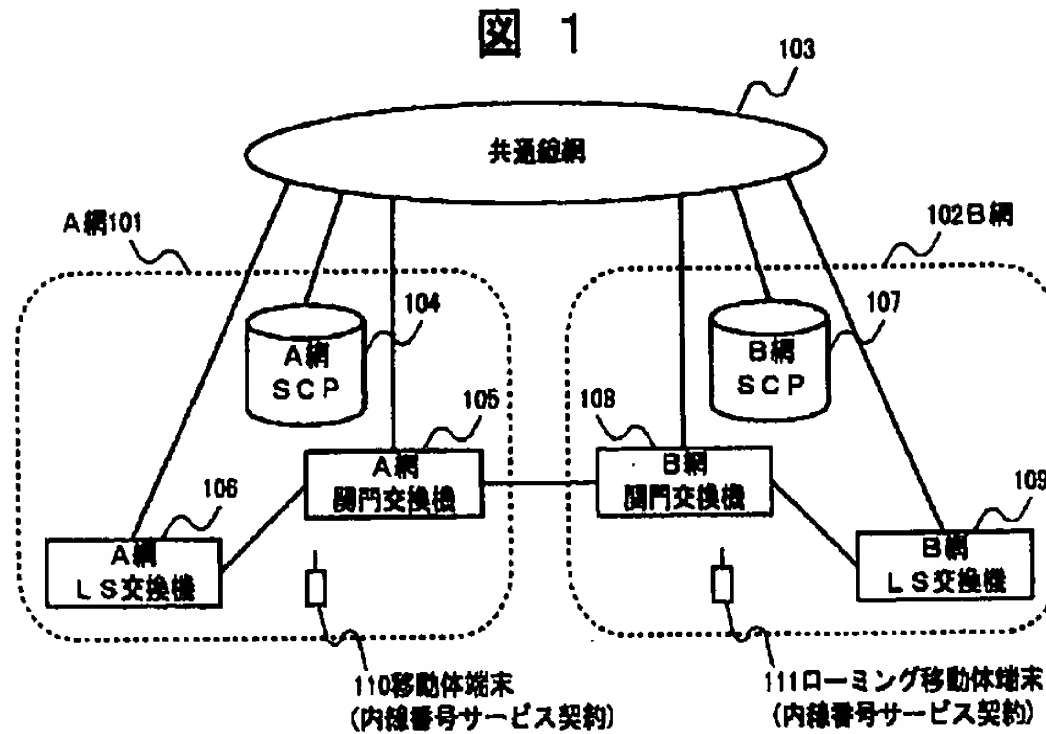 図 1
103
共通線網
A網101
102B網
A網
SCP
104
B網
SCP
107
105
A網
関門交換機
108
B網
関門交換機
106
A網
LS交換機
109
B網
LS交換機
110移動体端末
(内線番号サービス契約)
111ローミング移動体端末
(内線番号サービス契約)